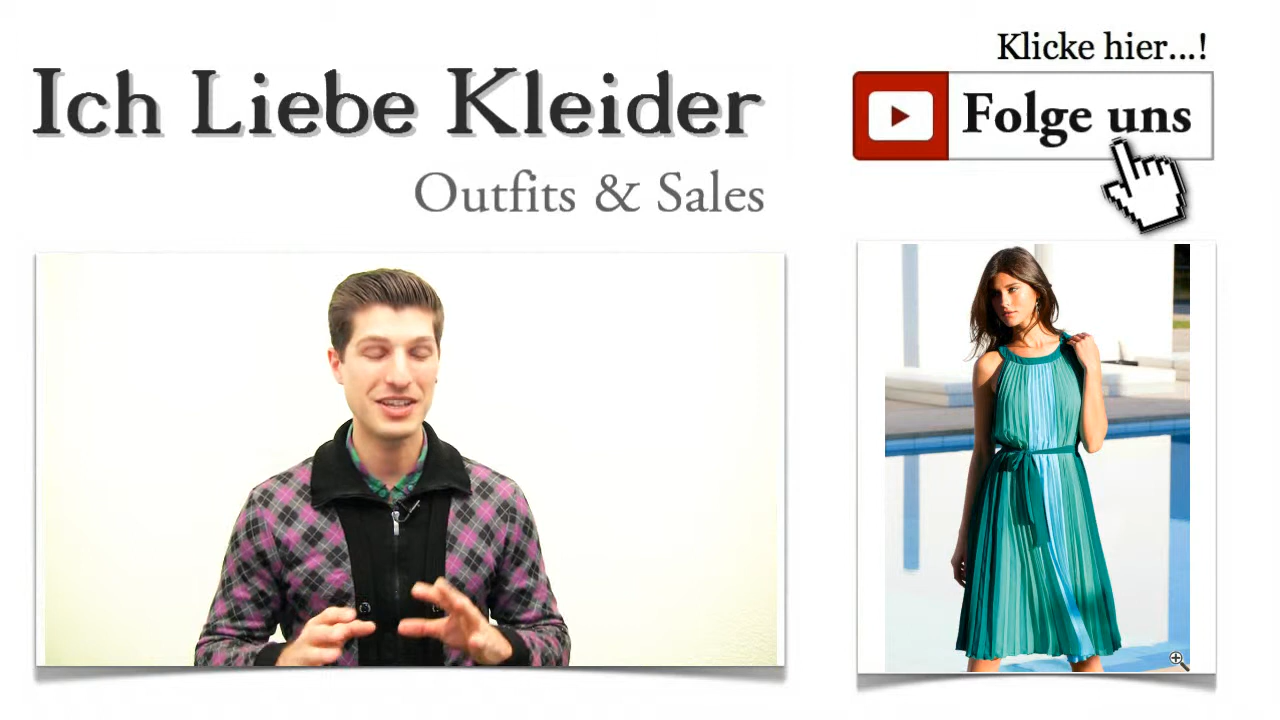 Klicke hier...!
Ich Liebe Kleider
Folge uns
Outfits & Sales